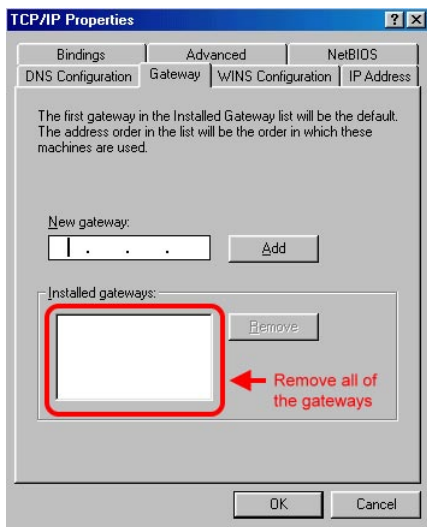 TCP/IP Properties
Bindings Advanced NetBIOS
DNS Configuration Gateway WINS Configuration IP Address
The first gateway in the Installed Gateway list will be the default.
The address order in the list will be the order in which these
machines are used.
New gateway:
. . . Add
Installed gateways:
Remove
Remove all of
the gateways
OK Cancel